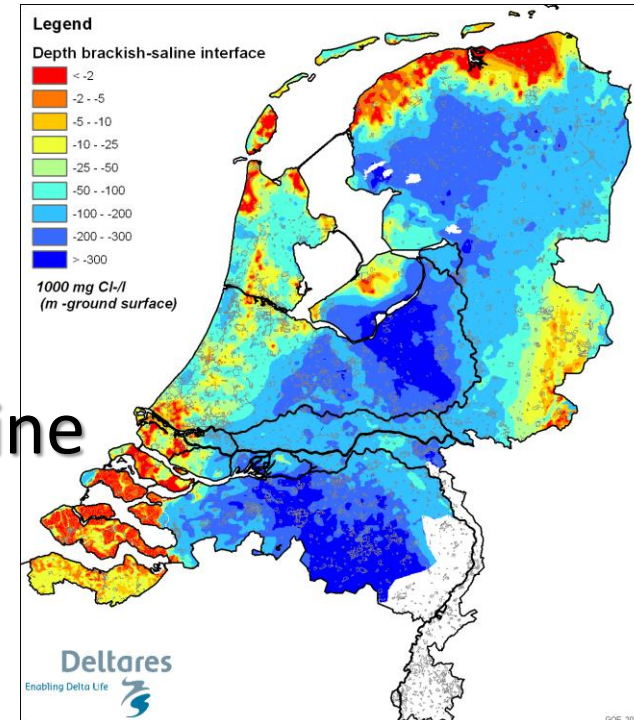 Legend
Depth brackish-saline interface
< -2
-2 - -5
-5 - -10
-10 - -25
-25 - -50
-50 - -100
-100 - -200
-200 - -300
> -300
1000 mg Cl-/l
(m -ground surface)
ine
Deltares
Enabling Delta Life